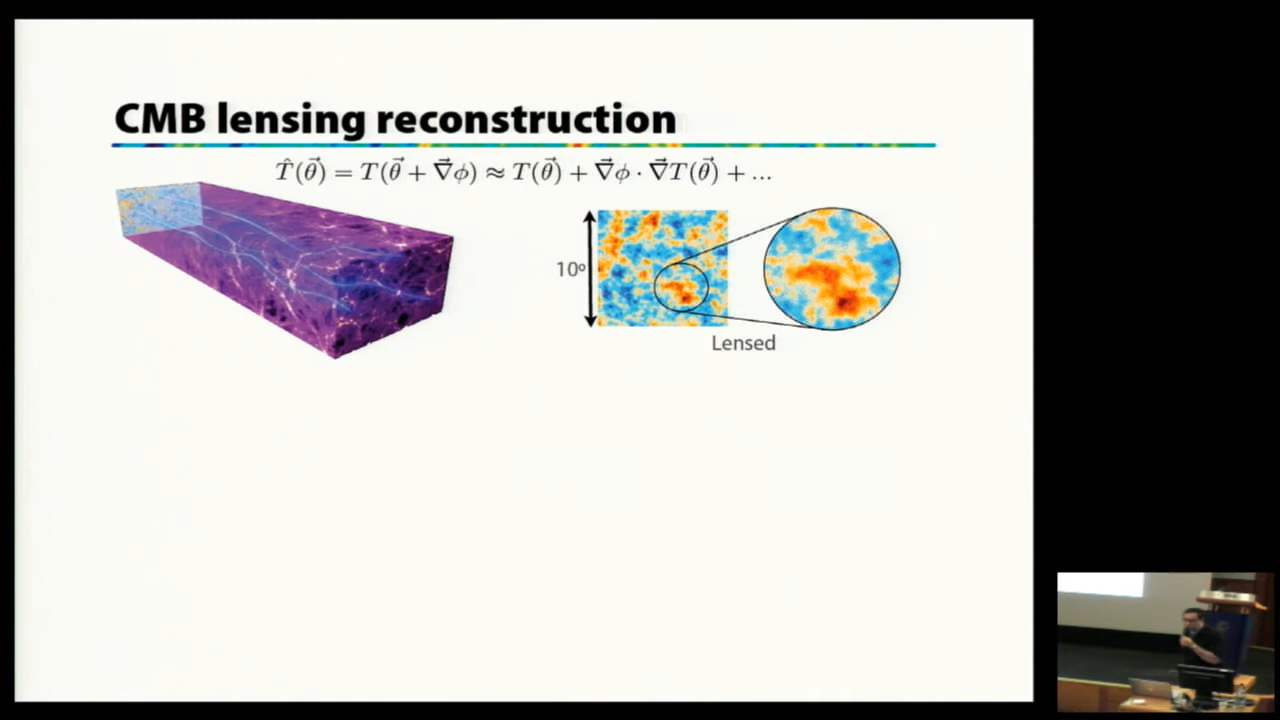 CMB lensing reconstruction
T̂(θ⃗) = T(θ⃗ + ∇⃗ϕ) ≈ T(θ⃗) + ∇⃗ϕ · ∇⃗T(θ⃗) + ...
10º
Lensed